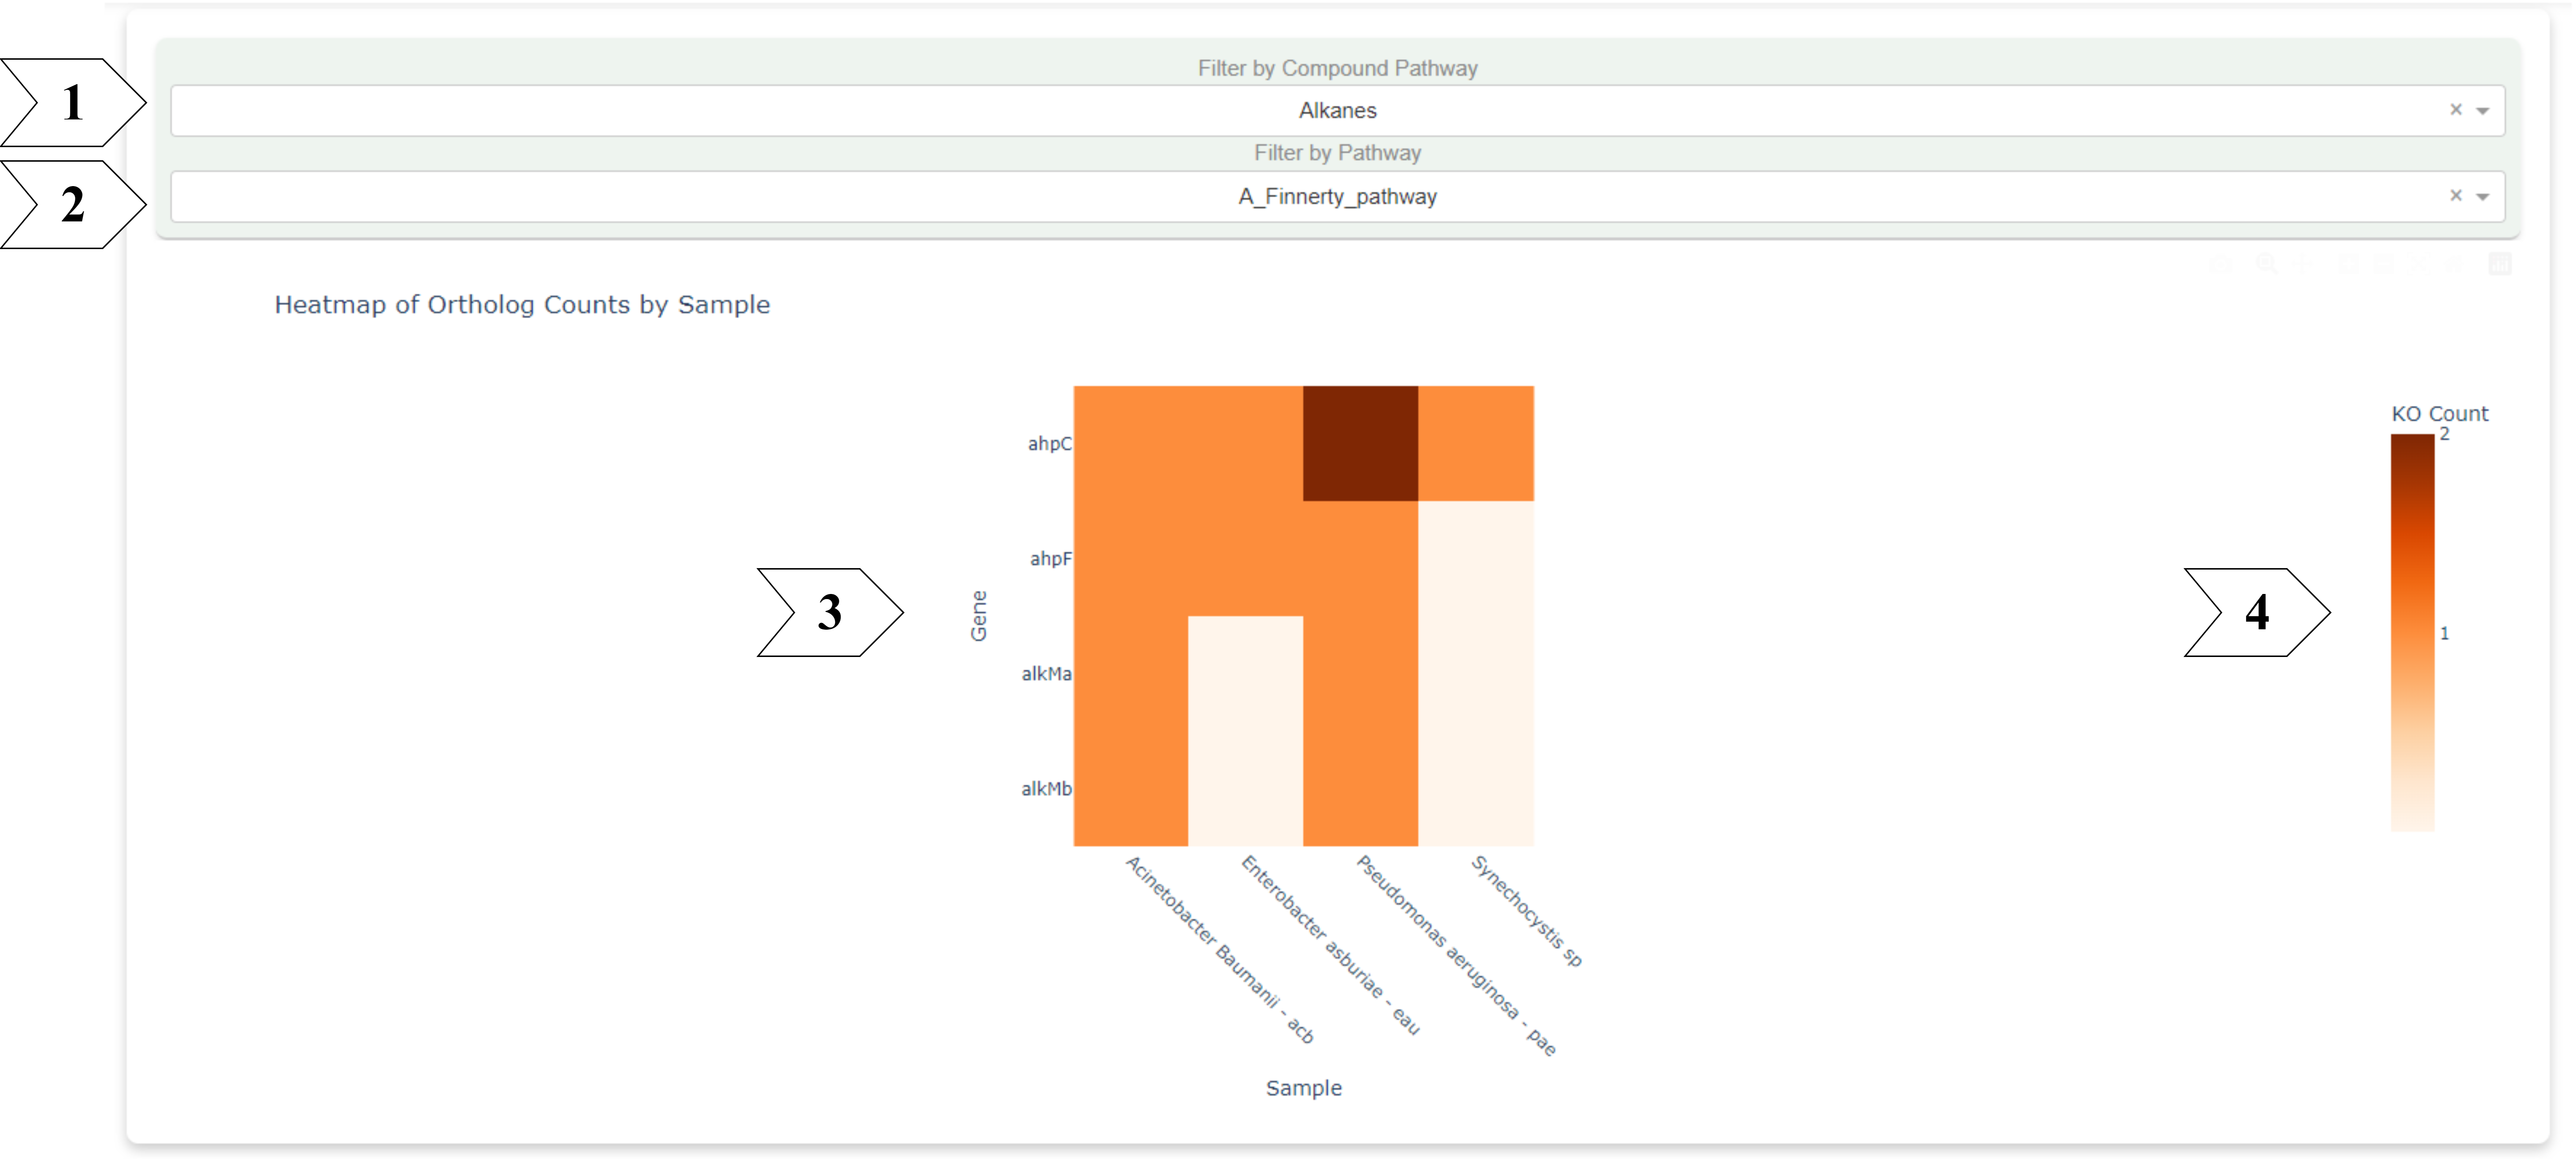 1
Filter by Compound Pathway
Alkanes
×
2
Filter by Pathway
A_Finnerty_pathway
×
Heatmap of Ortholog Counts by Sample
KO Count
2
1
4
3
Gene
ahpC
ahpF
alkMa
alkMb
Acinetobacter Baumanii - acb
Enterobacter asburiae - eau
Pseudomonas aeruginosa - pae
Synechocystis sp
Sample